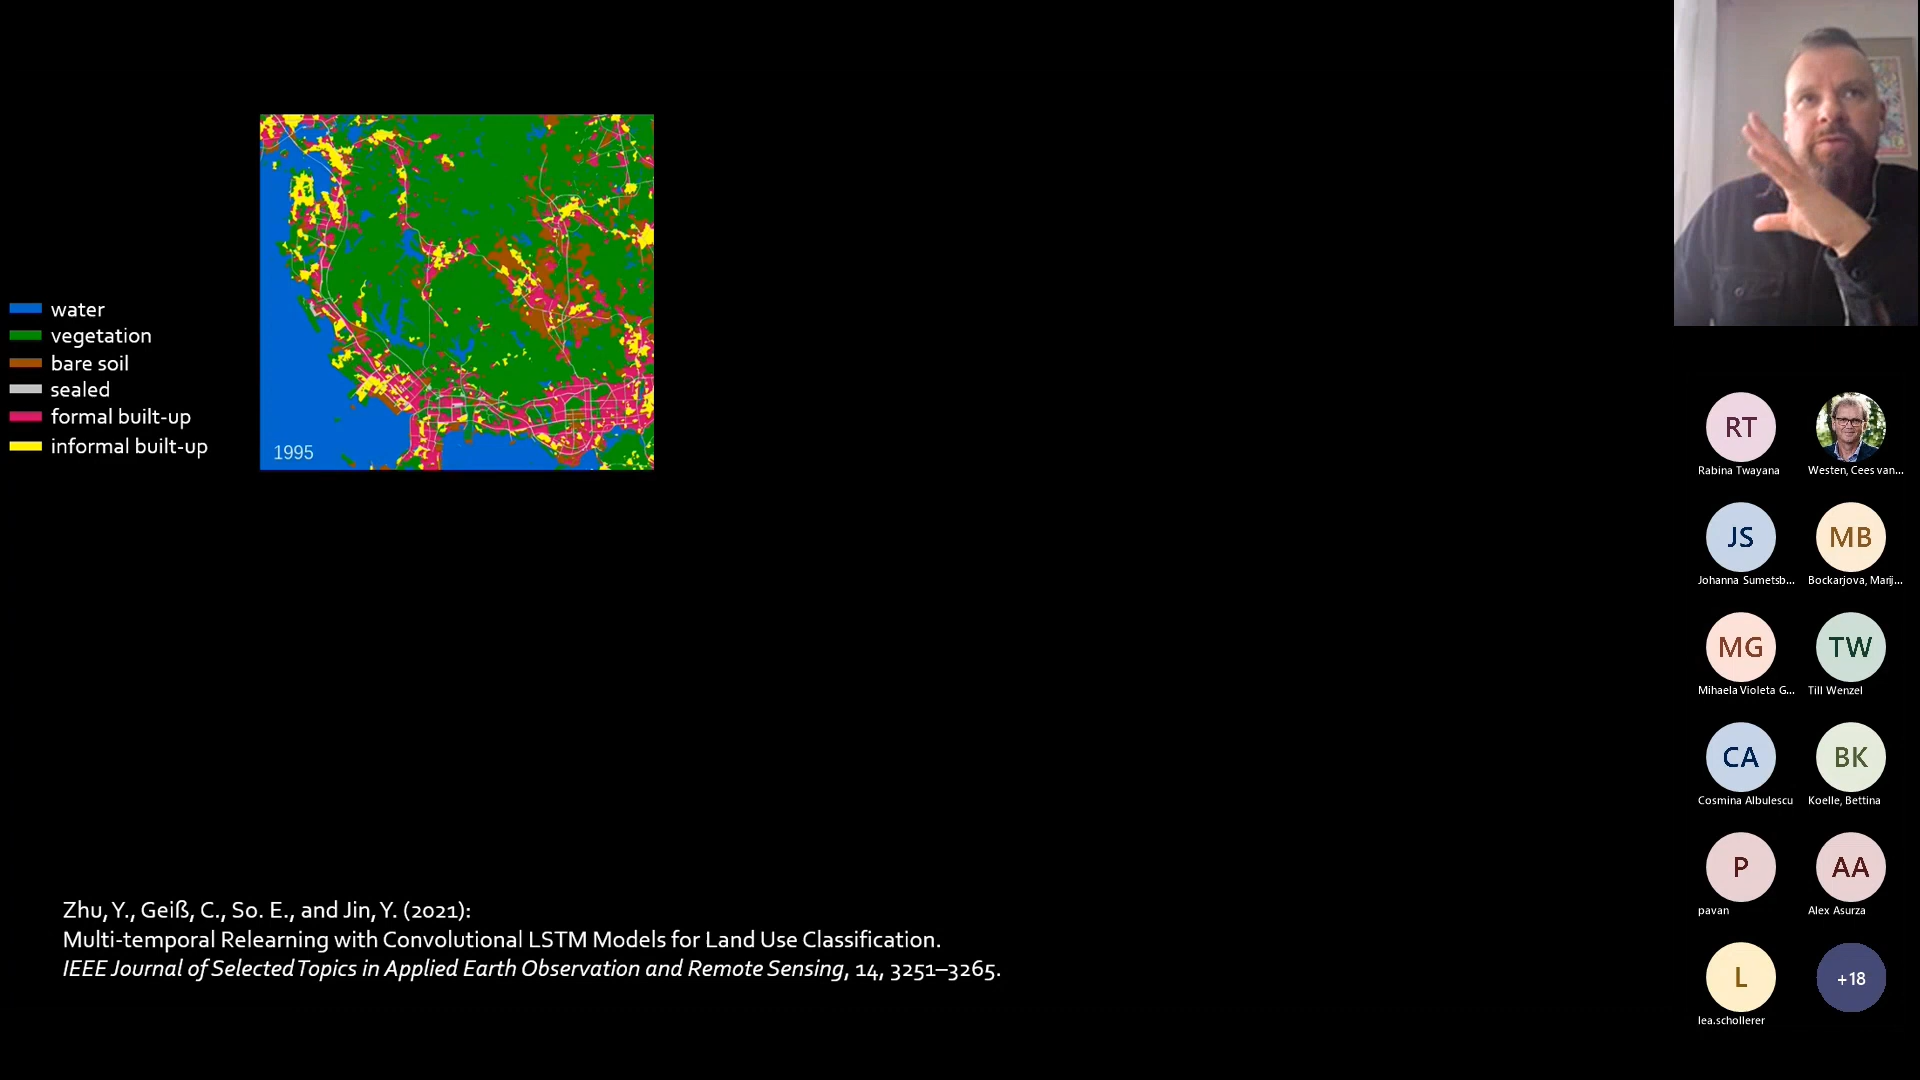 water
vegetation
bare soil
sealed
formal built-up
informal built-up
1995
Zhu, Y., Geiß, C., So. E., and Jin, Y. (2021):
Multi-temporal Relearning with Convolutional LSTM Models for Land Use Classification.
IEEE Journal of Selected Topics in Applied Earth Observation and Remote Sensing, 14, 3251–3265.
RT
Rabina Twayana
Westen, Cees van...
JS
MB
Johanna Sumetsb...
Bockarjova, Marij...
MG
TW
Mihaela Violeta G...
Till Wenzel
CA
BK
Cosmina Albulescu
Koelle, Bettina
P
AA
pavan
Alex Asurza
L
+18
lea.schollerer